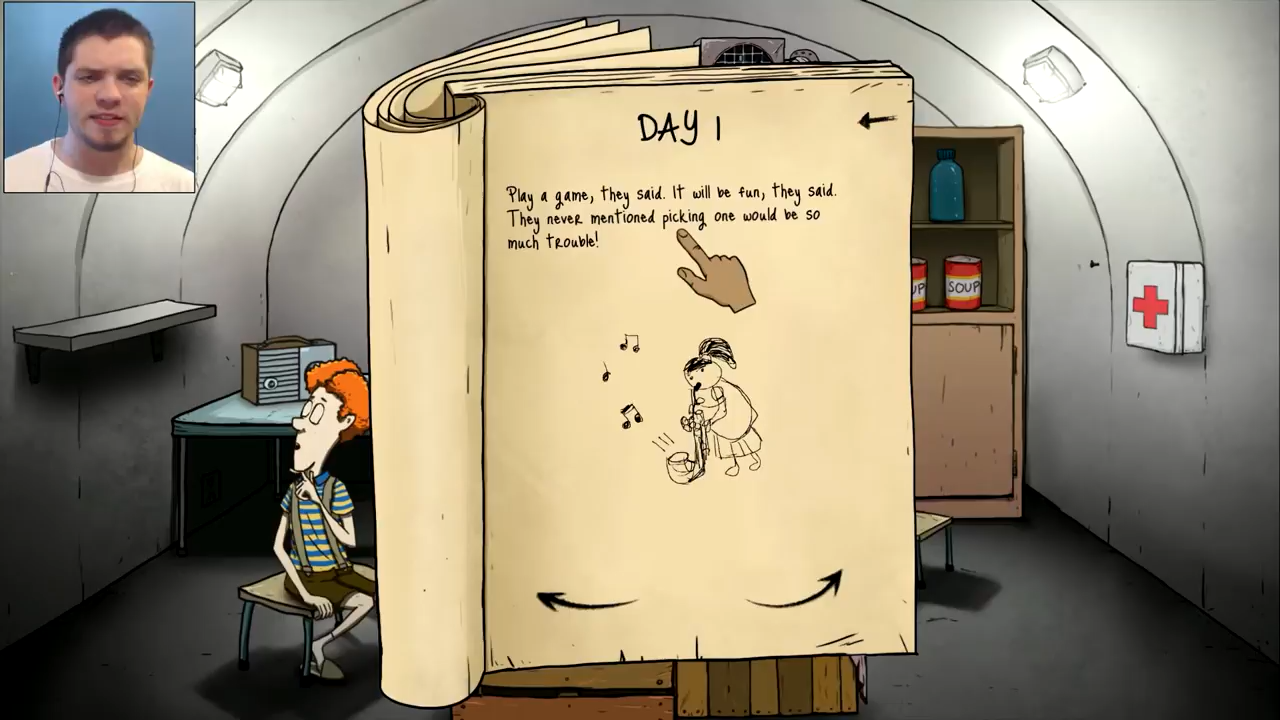 DAY 1
Play a game, they said. It will be fun, they said.
They never mentioned picking one would be so
much trouble!
UP
SOUP